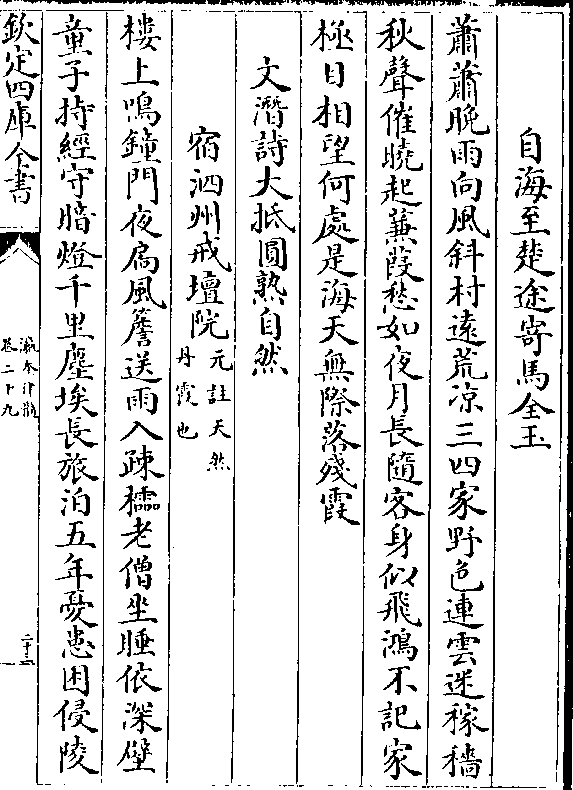 自海至楚途寄馬全玉
蕭蕭晚雨向風斜村遠荒凉三四家野色連雲迷稼穡
秋聲催曉起蒹葭愁如夜月長隨客身似飛鴻不記家
極目相望何處是海天無際落殘霞
文潛詩大抵圓熟自然
宿泗州戒壇院元註天然丹霞也
樓上鳴鐘門夜扃風簷送雨入疎櫺老僧坐睡依深壁
童子持經守暗燈千里塵埃長旅泊五年憂患困侵陵
欽定四庫全書
瀛奎律髓
卷二十九
二十三